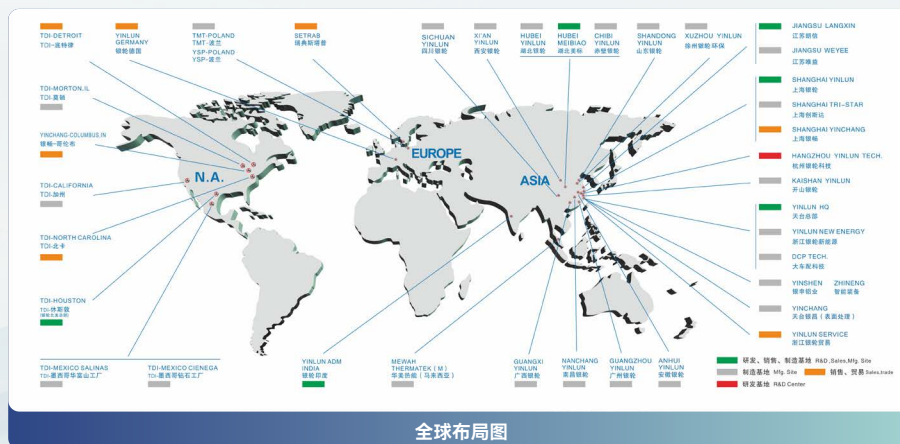 TDI-DETROIT
TDI-底特律
YINLUN
GERMANY
银轮德国
TMT-POLAND
TMT-波兰
YSP-POLAND
YSP-波兰
SETRAB
瑞典斯塔普
SICHUAN
YINLUN
四川银轮
XI'AN
YINLUN
西安银轮
HUBEI
YINLUN
湖北银轮
HUBEI
MEIBIAO
湖北美标
CHIBI
YINLUN
赤壁银轮
SHANDONG
YINLUN
山东银轮
XUZHOU YINLUN
徐州银轮环保
JIANGSU LANGXIN
江苏朗信
JIANGSU WEYEE
江苏唯益
SHANGHAI YINLUN
上海银轮
SHANGHAI TRI-STAR
上海创斯达
SHANGHAI YINCHANG
上海银畅
HANGZHOU YINLUN TECH.
杭州银轮科技
KAISHAN YINLUN
开山银轮
YINLUN HQ
天台总部
YINLUN NEW ENERGY
浙江银轮新能源
DCP TECH.
大车配科技
YINSHEN ZHINENG
银申铝业 智能装备
YINCHANG
天台银昌（表面处理）
YINLUN SERVICE
浙江银轮贸易
TDI-MORTON,IL
YINCHANG-COLUMBUS,IN
银畅-哥伦布
TDI-CALIFORNIA
TDI-加州
TDI-NORTH CAROLINA
TDI-北卡
TDI-HOUSTON
TDI-休斯敦
N.A.
EUROPE
ASIA
TDI-MEXICO SALINAS
TDI-墨西哥华富山工厂
TDI-MEXICO CIENEGA
TDI-墨西哥钻石工厂
YINLUN ADM
INDIA
银轮印度
MEWAH
THERMATEK (M)
华美热能（马来西亚）
GUANGXI
YINLUN
广西银轮
NANCHANG
YINLUN
南昌银轮
GUANGZHOU
YINLUN
广州银轮
ANHUI
YINLUN
安徽银轮
研发、销售、制造基地 R&D ,Sales,Mfg. Site
制造基地 Mfg. Site
销售、贸易 Sales,trade
研发基地 R&D Center
全球布局图